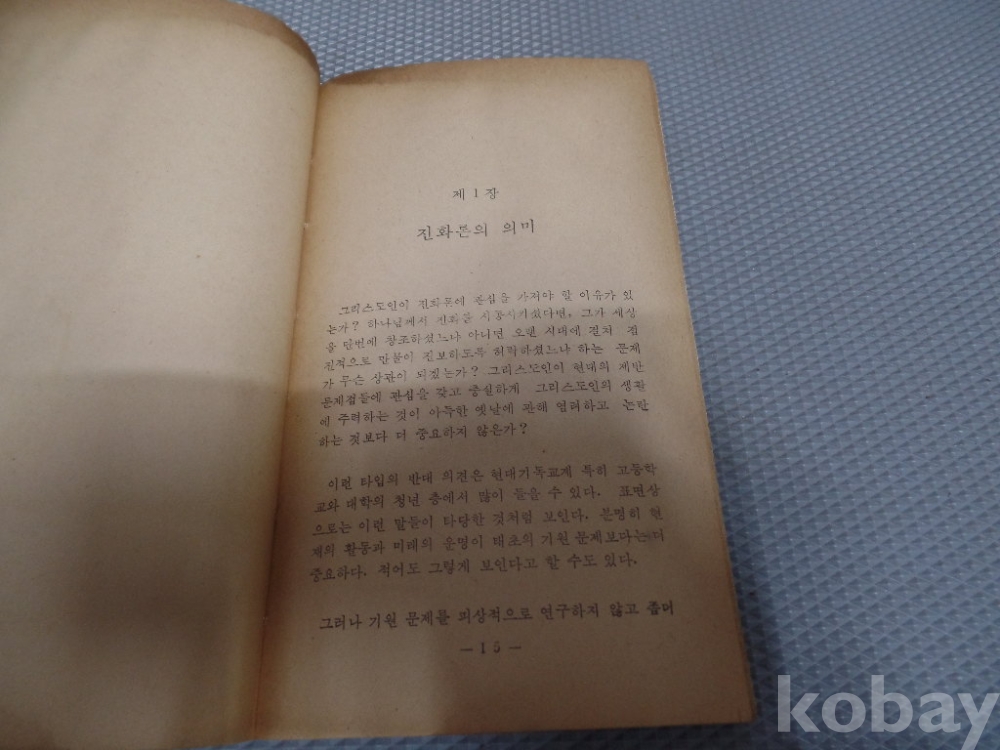 제 1 장
진화론의 의미
그리스도인이 진화론에 관심을 가져야 할 이유가 있
는가? 하나님께서 진화를 시공시키셨다면, 그가 세상
을 단번에 창조하셨느냐 아니면 오랜 시대에 걸쳐 점
진적으로 만물이 진보하도록 허락하셨느냐 하는 문제
가 무슨 상관이 되겠는가? 그리스도인이 현대의 제반
문제점들에 관심을 갖고 충실하게 그리스도인의 생활
에 주력하는 것이 아득한 옛날에 관해 염려하고 논란
하는 것보다 더 중요하지 않은가?
이런 타입의 반대 의견은 현대기독교계 특히 고등학
교와 대학의 청년 층에서 많이 들을 수 있다. 표면상
으로는 이런 말들이 타당한 것처럼 보인다. 분명히 현
재의 활동과 미래의 운명이 태초의 기원 문제보다는 더
중요하다. 적어도 그렇게 보인다고 할 수도 있다.
그러나 기원 문제를 피상적으로 연구하지 않고 좀더
— 15 —
kobay